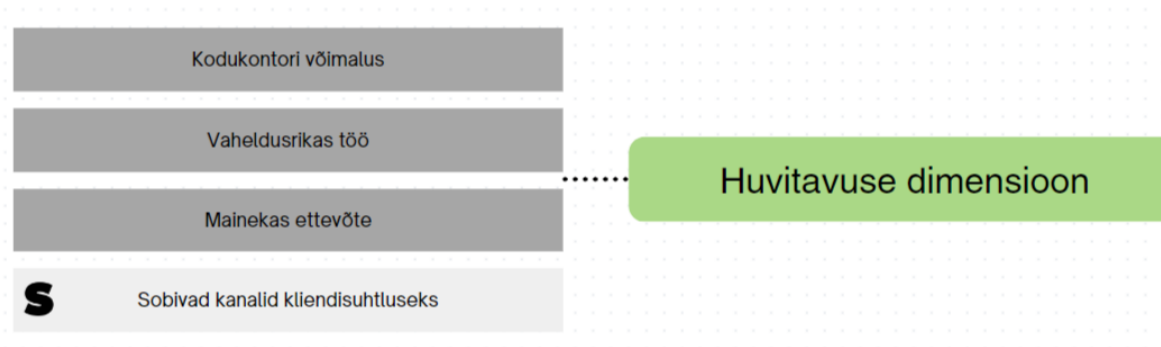 Kodukontori võimalus
Vaheldusrikas töö
Mainekas ettevõte
S Sobivad kanalid kliendisuhtluseks
Huvitavuse dimensioon